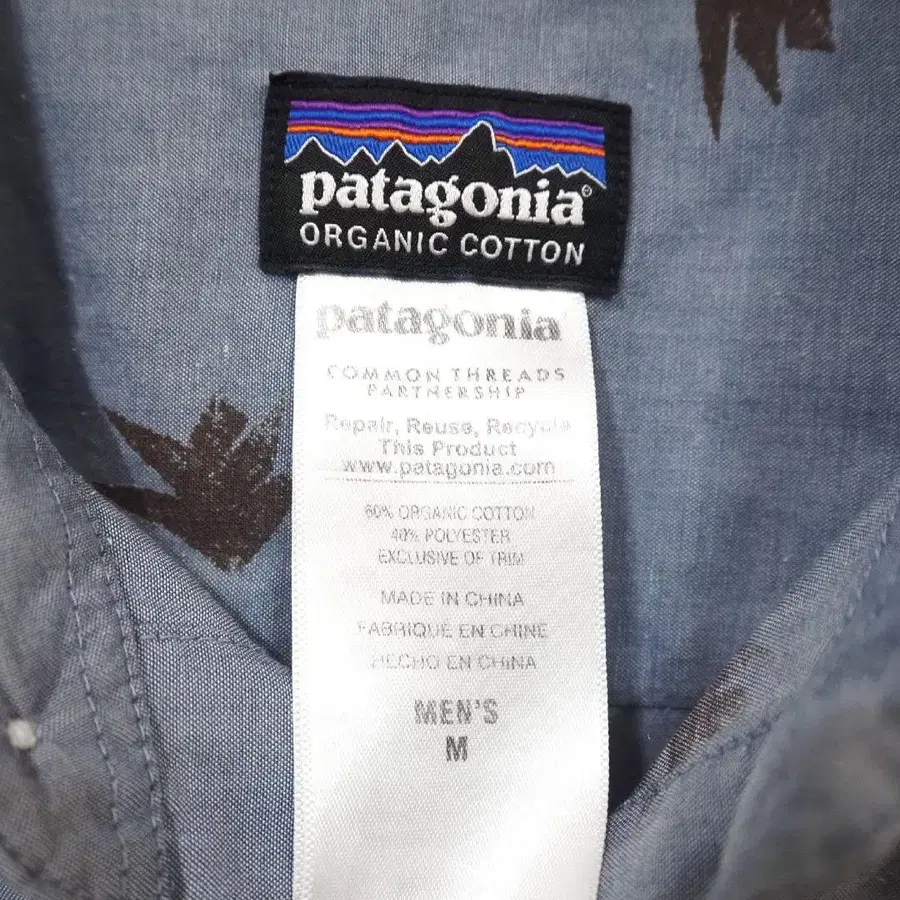 patagonia®
ORGANIC COTTON
patagonia
COMMON THREADS
PARTNERSHIP
Repair, Reuse, Recycle
This Product
www.patagonia.com
60% ORGANIC COTTON
40% POLYESTER
EXCLUSIVE OF TRIM
MADE IN CHINA
FABRIQUÉ EN CHINE
HECHO EN CHINA
MEN'S
M